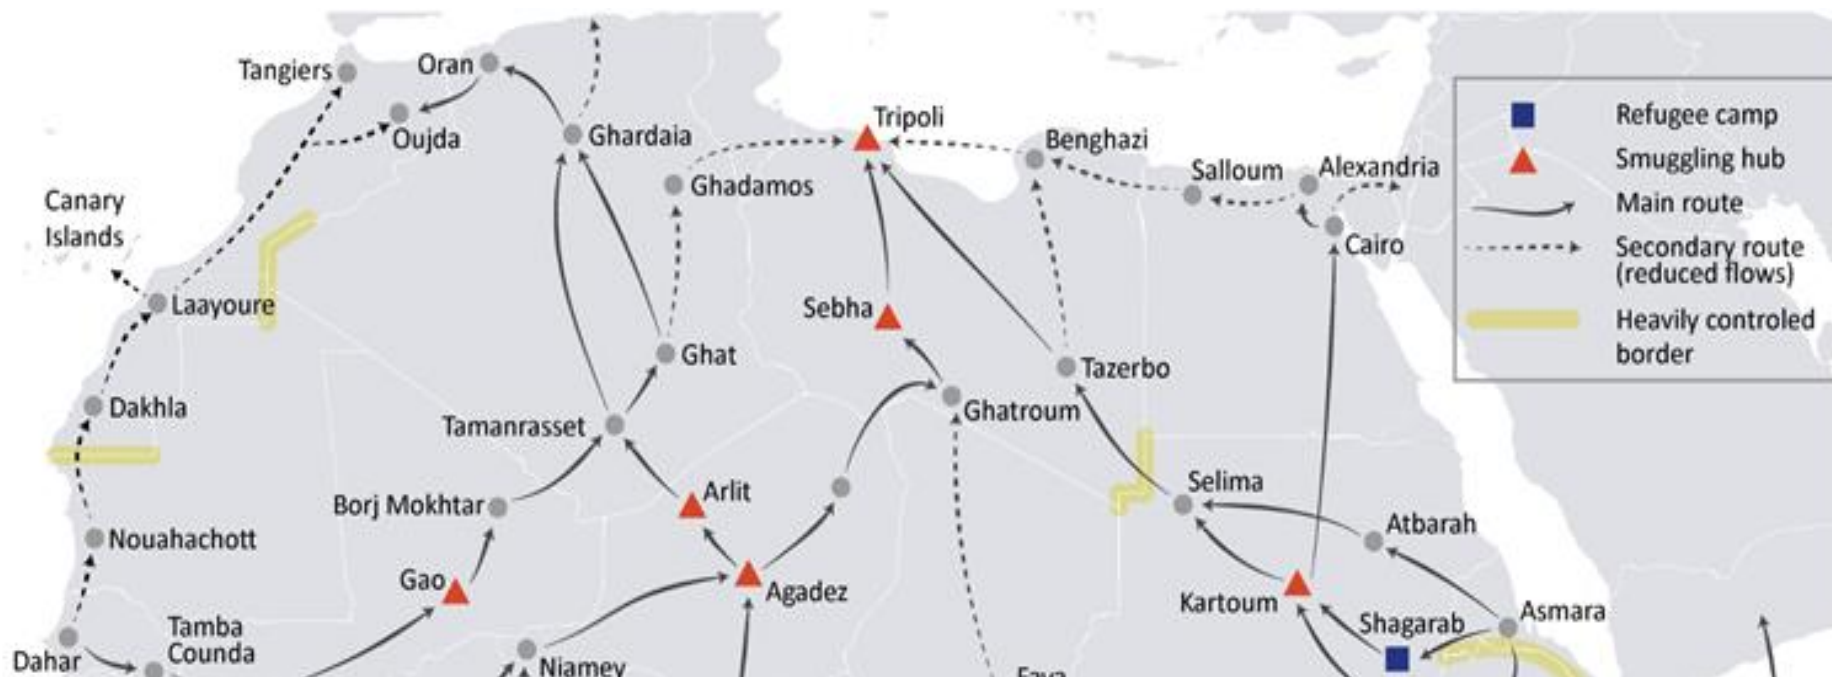 Tangiers
Oran
Oujda
Ghardaia
Tripoli
Benghazi
Salloum
Alexandria
Cairo
Ghadamos
Canary
Islands
Laayoure
Sebha
Ghat
Tazerbo
Dakhla
Tamanrasset
Ghatroum
Borj Mokhtar
Arlit
Selima
Atbarah
Nouahachott
Gao
Agadez
Kartoum
Shagarab
Asmara
Tamba
Counda
Dahar
Niamey
Faya
Refugee camp
Smuggling hub
Main route
Secondary route
(reduced flows)
Heavily controled
border